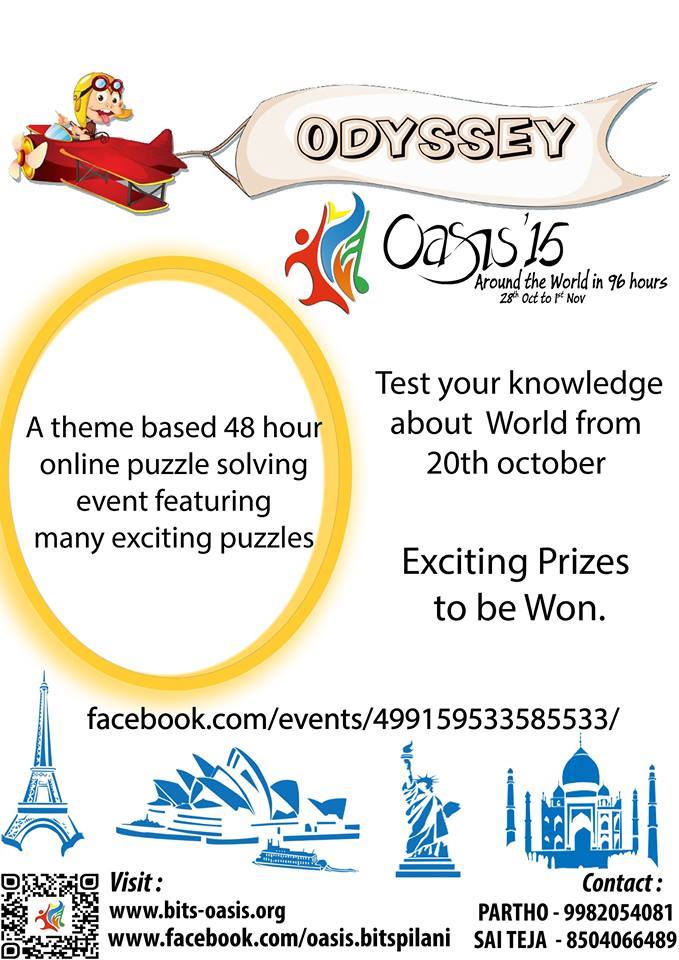 ODYSSEY
Oasis'15
Around the World in 96 hours
28th Oct to 1st Nov
A theme based 48 hour
online puzzle solving
event featuring
many exciting puzzles
Test your knowledge
about World from
20th october
Exciting Prizes
to be Won.
facebook.com/events/499159533585533/
Visit :
www.bits-oasis.org
www.facebook.com/oasis.bitspilani
Contact :
PARTHO - 9982054081
SAI TEJA - 8504066489